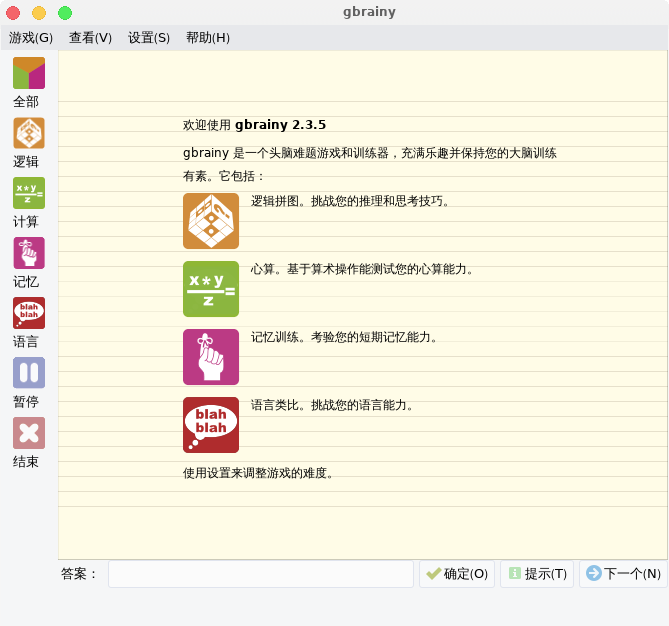 gbrainy
游戏(G) 查看(V) 设置(S) 帮助(H)
全部
逻辑
x*y
z
=
计算
记忆
blah
blah
语言
暂停
结束
欢迎使用 gbrainy 2.3.5
gbrainy 是一个头脑难题游戏和训练器，充满乐趣并保持您的大脑训练
有素。它包括：
逻辑拼图。挑战您的推理和思考技巧。
x*y
z
=
心算。基于算术操作能测试您的心算能力。
记忆训练。考验您的短期记忆能力。
blah
blah
语言类比。挑战您的语言能力。
使用设置来调整游戏的难度。
答案： 确定(O) 提示(T) 下一个(N)